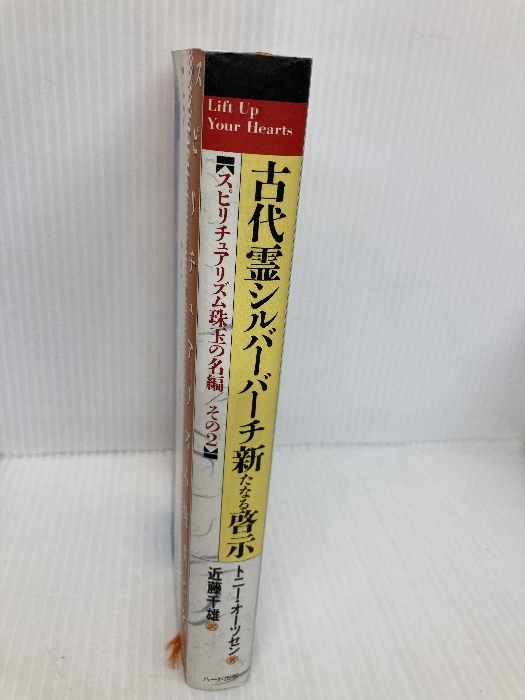 Lift Up
Your Hearts
古代霊シルバーバーチ新たなる啓示
【スピリチュアリズム珠玉の名編／その2】
トニー・オーツセン 著
近藤千雄 訳
ハート出版